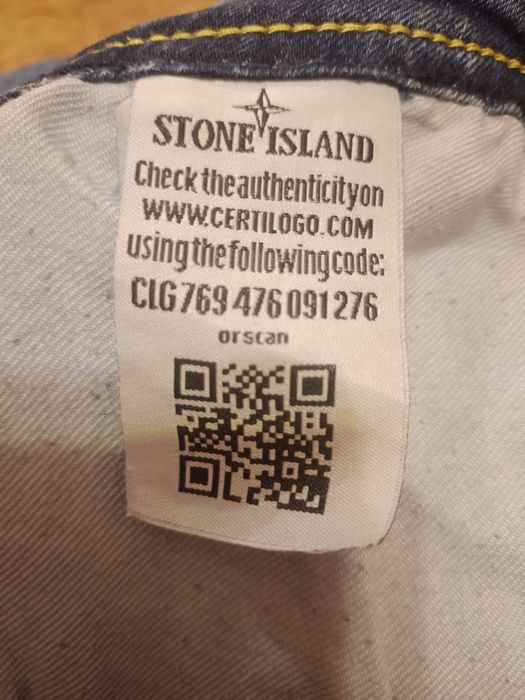 STONE ISLAND
Check the authenticity on
WWW.CERTILOGO.COM
using the following code:
CLG 769 476 091 276
or scan